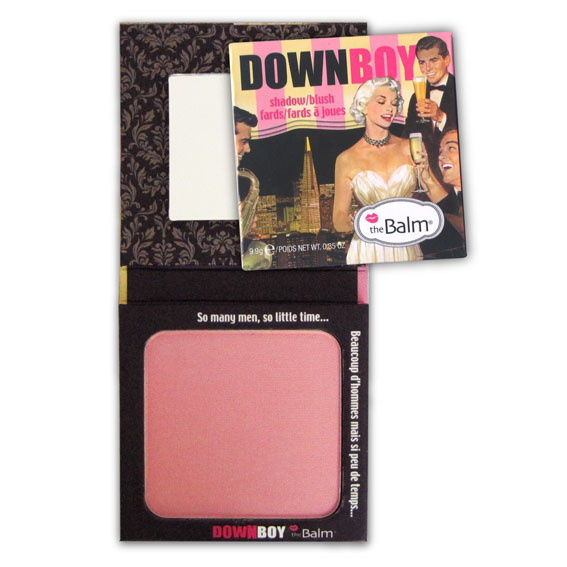 DOWNBOY
shadow/blush
fards/fards à joues
theBalm®
9.9g e/POIDS NET WT. 0.35 OZ
So many men, so little time...
Beaucoup d'hommes mais si peu de temps...
DOWNBOY theBalm®